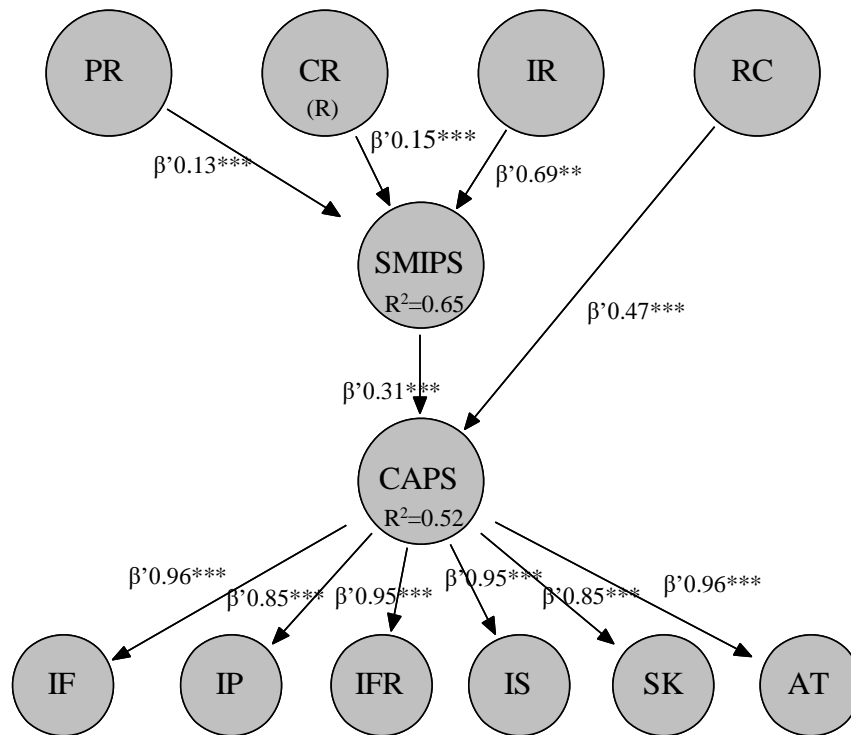 PR
CR
(R)
IR
RC
β’0.13***
β’0.15***
β’0.69**
SMIPS
R²=0.65
β’0.47***
β’0.31***
CAPS
R²=0.52
β’0.96***
β’0.85***
β’0.95***
β’0.95***
β’0.85***
β’0.96***
IF
IP
IFR
IS
SK
AT